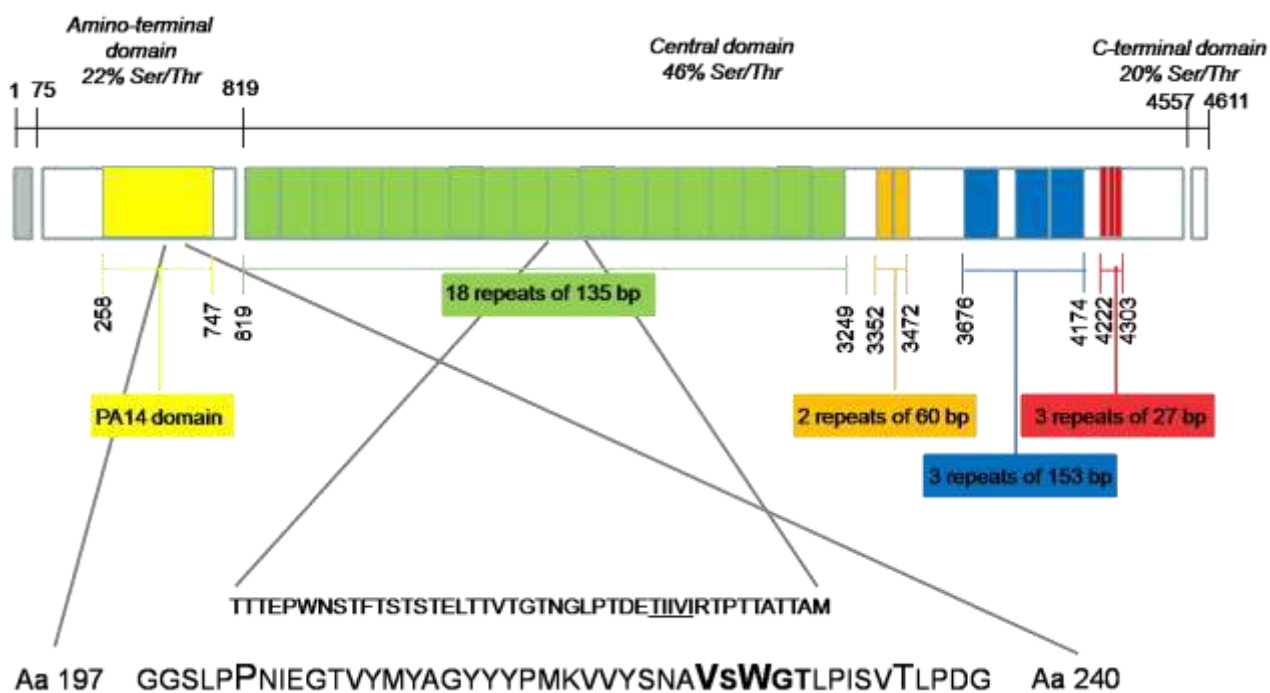 Amino-terminal
domain
22% Ser/Thr
Central domain
46% Ser/Thr
C-terminal domain
20% Ser/Thr
1 75 819 4557 4611
18 repeats of 135 bp
258 747 819 3249 3352 3472 3676 4174 4222 4303
PA14 domain
2 repeats of 60 bp
3 repeats of 27 bp
3 repeats of 153 bp
TTTEPWNSTFTSTSTELTTVTGTNGLPTDETIIVIRTPTTATTAM
Aa 197 GGSLPPPNIEGTVYMYAGYYYPMKVVYSNAVsWGTLPISVTLPDG Aa 240